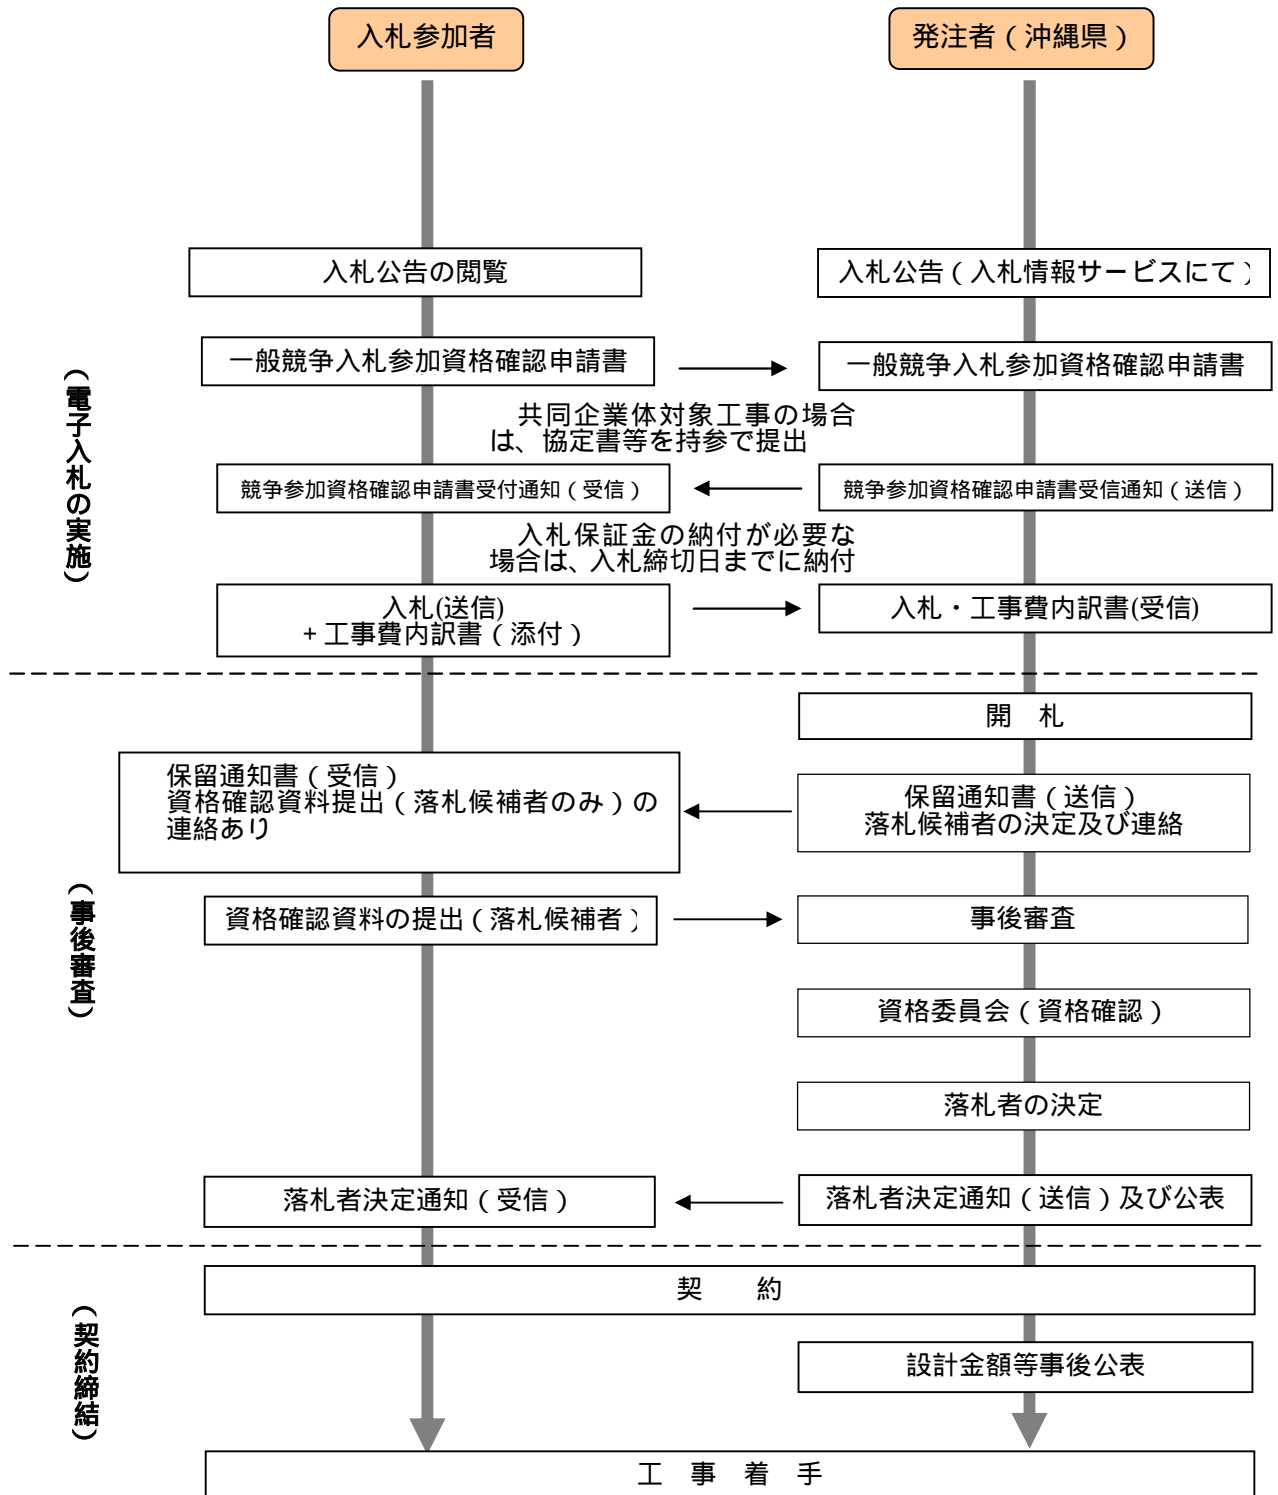 入札参加者
発注者（沖縄県）
入札公告の閲覧
入札公告（入札情報サービスにて）
（電子入札の実施）
一般競争入札参加資格確認申請書
一般競争入札参加資格確認申請書
共同企業体対象工事の場合
は、協定書等を持参で提出
競争参加資格確認申請書受付通知（受信）
競争参加資格確認申請書受信通知（送信）
入札保証金の納付が必要な
場合は、入札締切日までに納付
入札(送信)
+工事費内訳書（添付）
入札・工事費内訳書(受信)
開　札
保留通知書（受信）
資格確認資料提出（落札候補者のみ）の
連絡あり
保留通知書（送信）
落札候補者の決定及び連絡
（事後審査）
資格確認資料の提出（落札候補者）
事後審査
資格委員会（資格確認）
落札者の決定
落札者決定通知（受信）
落札者決定通知（送信）及び公表
契　　約
（契約締結）
設計金額等事後公表
工　事　着　手